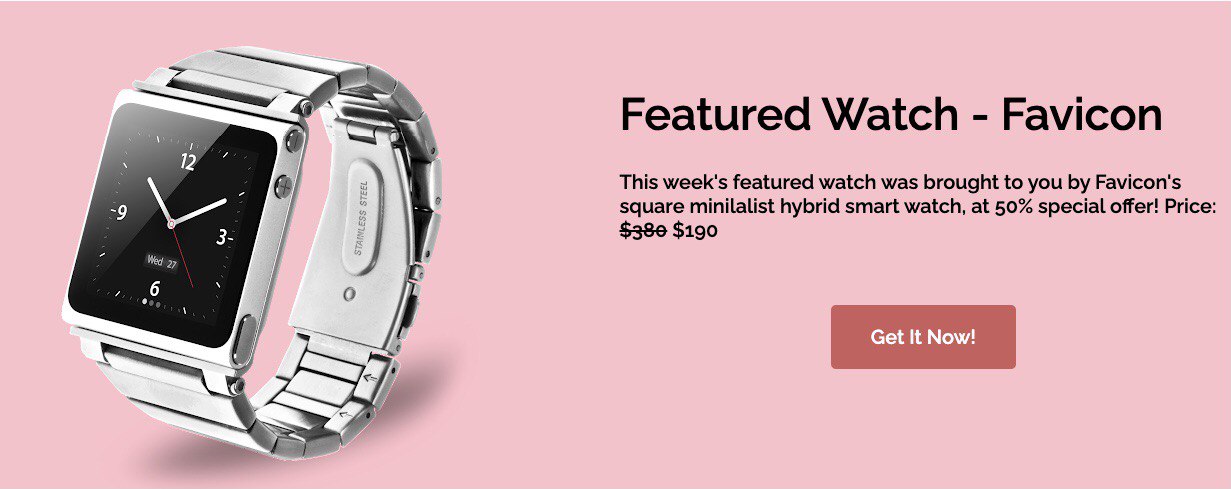 12
9
3
Wed 27
6
STAINLESS STEEL
Featured Watch - Favicon
This week's featured watch was brought to you by Favicon's
square minilalist hybrid smart watch, at 50% special offer! Price:
$380 $190
Get It Now!